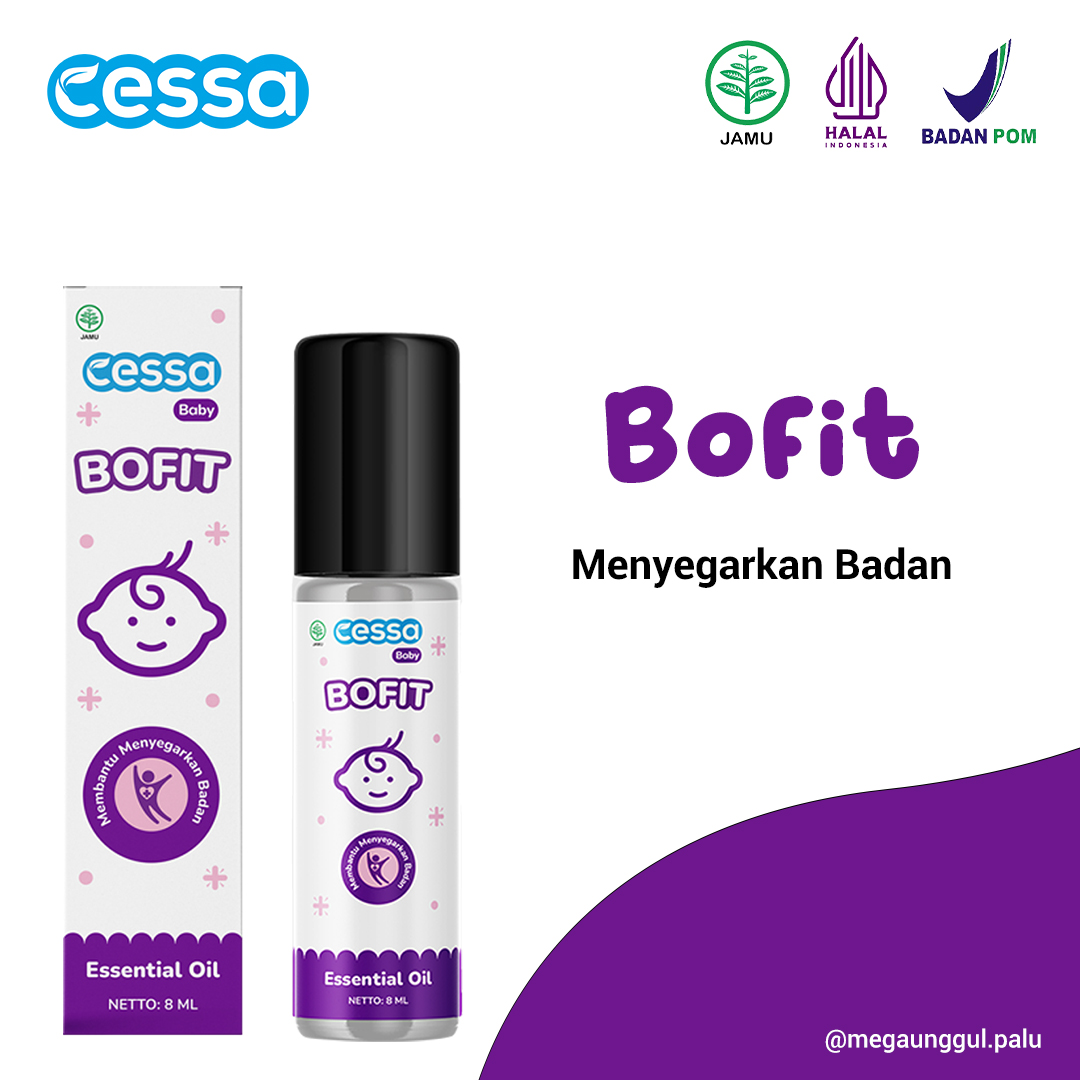 cessa
JAMU
HALAL
INDONESIA
BADAN POM
JAMU
cessa
Baby
BOFIT
Membantu Menyegarkan Badan
Essential Oil
NETTO: 8 ML
JAMU
cessa
Baby
BOFIT
Membantu Menyegarkan Badan
Essential Oil
NETTO: 8 ML
Bofit
Menyegarkan Badan
@megaunggul.palu